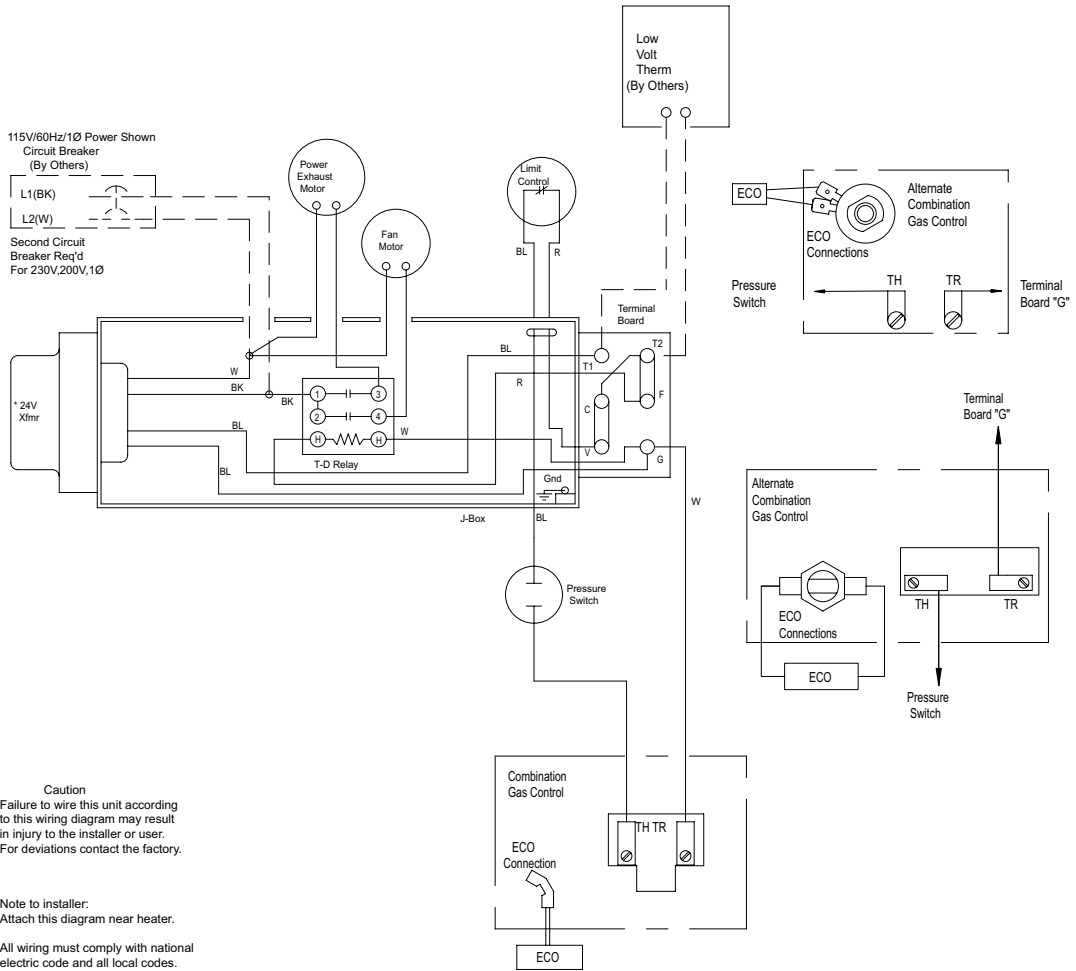 Low
Volt
Therm
(By Others)
115V/60Hz/1Ø Power Shown
Circuit Breaker
(By Others)
L1(BK)
L2(W)
Second Circuit
Breaker Req'd
For 230V,200V,1Ø
Power
Exhaust
Motor
Fan
Motor
Limit
Control
BL
R
ECO
Alternate
Combination
Gas Control
ECO
Connections
TH
TR
Pressure
Switch
Terminal
Board "G"
Terminal
Board
* 24V
Xfmr
W
BK
BK
BL
BL
1
3
2
4
H
H
W
T-D Relay
BL
R
T1
T2
C
F
V
G
Gnd
J-Box
BL
W
Pressure
Switch
Terminal
Board "G"
Alternate
Combination
Gas Control
ECO
Connections
ECO
TH
TR
Pressure
Switch
Combination
Gas Control
TH TR
ECO
Connection
ECO
Caution
Failure to wire this unit according
to this wiring diagram may result
in injury to the installer or user.
For deviations contact the factory.
Note to installer:
Attach this diagram near heater.
All wiring must comply with national
electric code and all local codes.